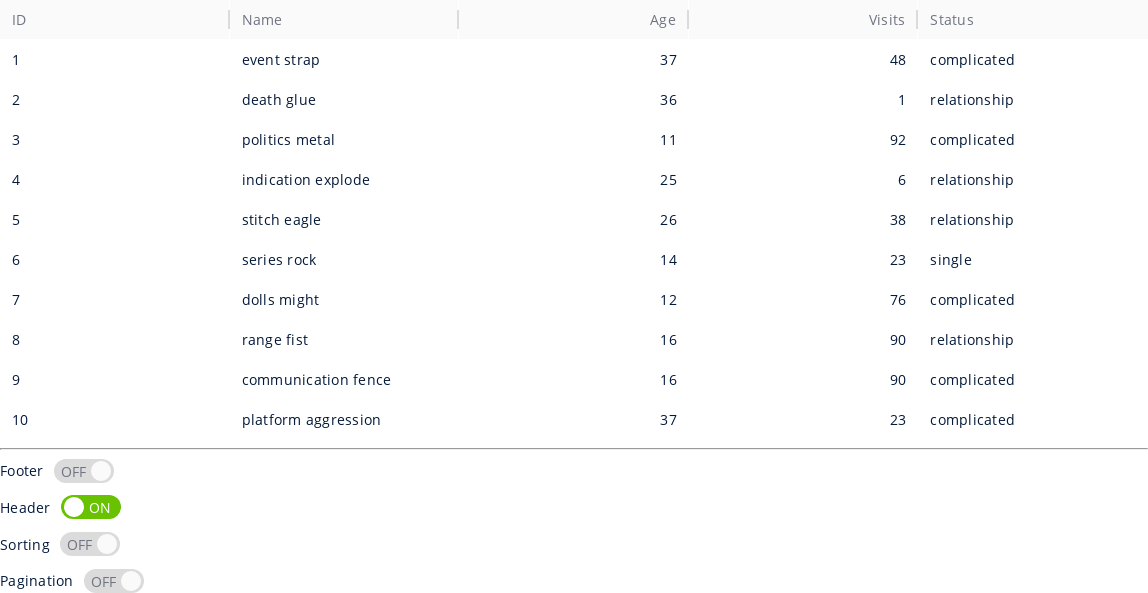 ID Name Age Visits Status
1 event strap 37 48 complicated
2 death glue 36 1 relationship
3 politics metal 11 92 complicated
4 indication explode 25 6 relationship
5 stitch eagle 26 38 relationship
6 series rock 14 23 single
7 dolls might 12 76 complicated
8 range fist 16 90 relationship
9 communication fence 16 90 complicated
10 platform aggression 37 23 complicated
Footer OFF
Header ON
Sorting OFF
Pagination OFF